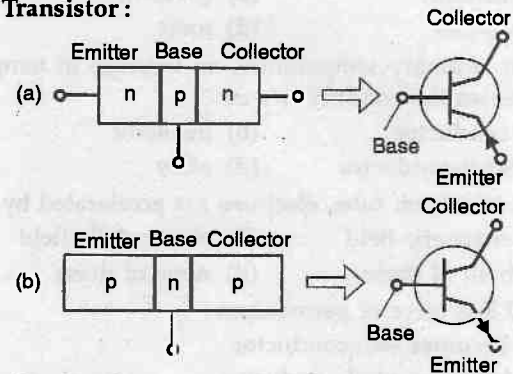 Transistor :
Collector
Emitter Base Collector
(a) n p n
Base
Emitter
Collector
Emitter Base Collector
(b) p n p
Base
Emitter